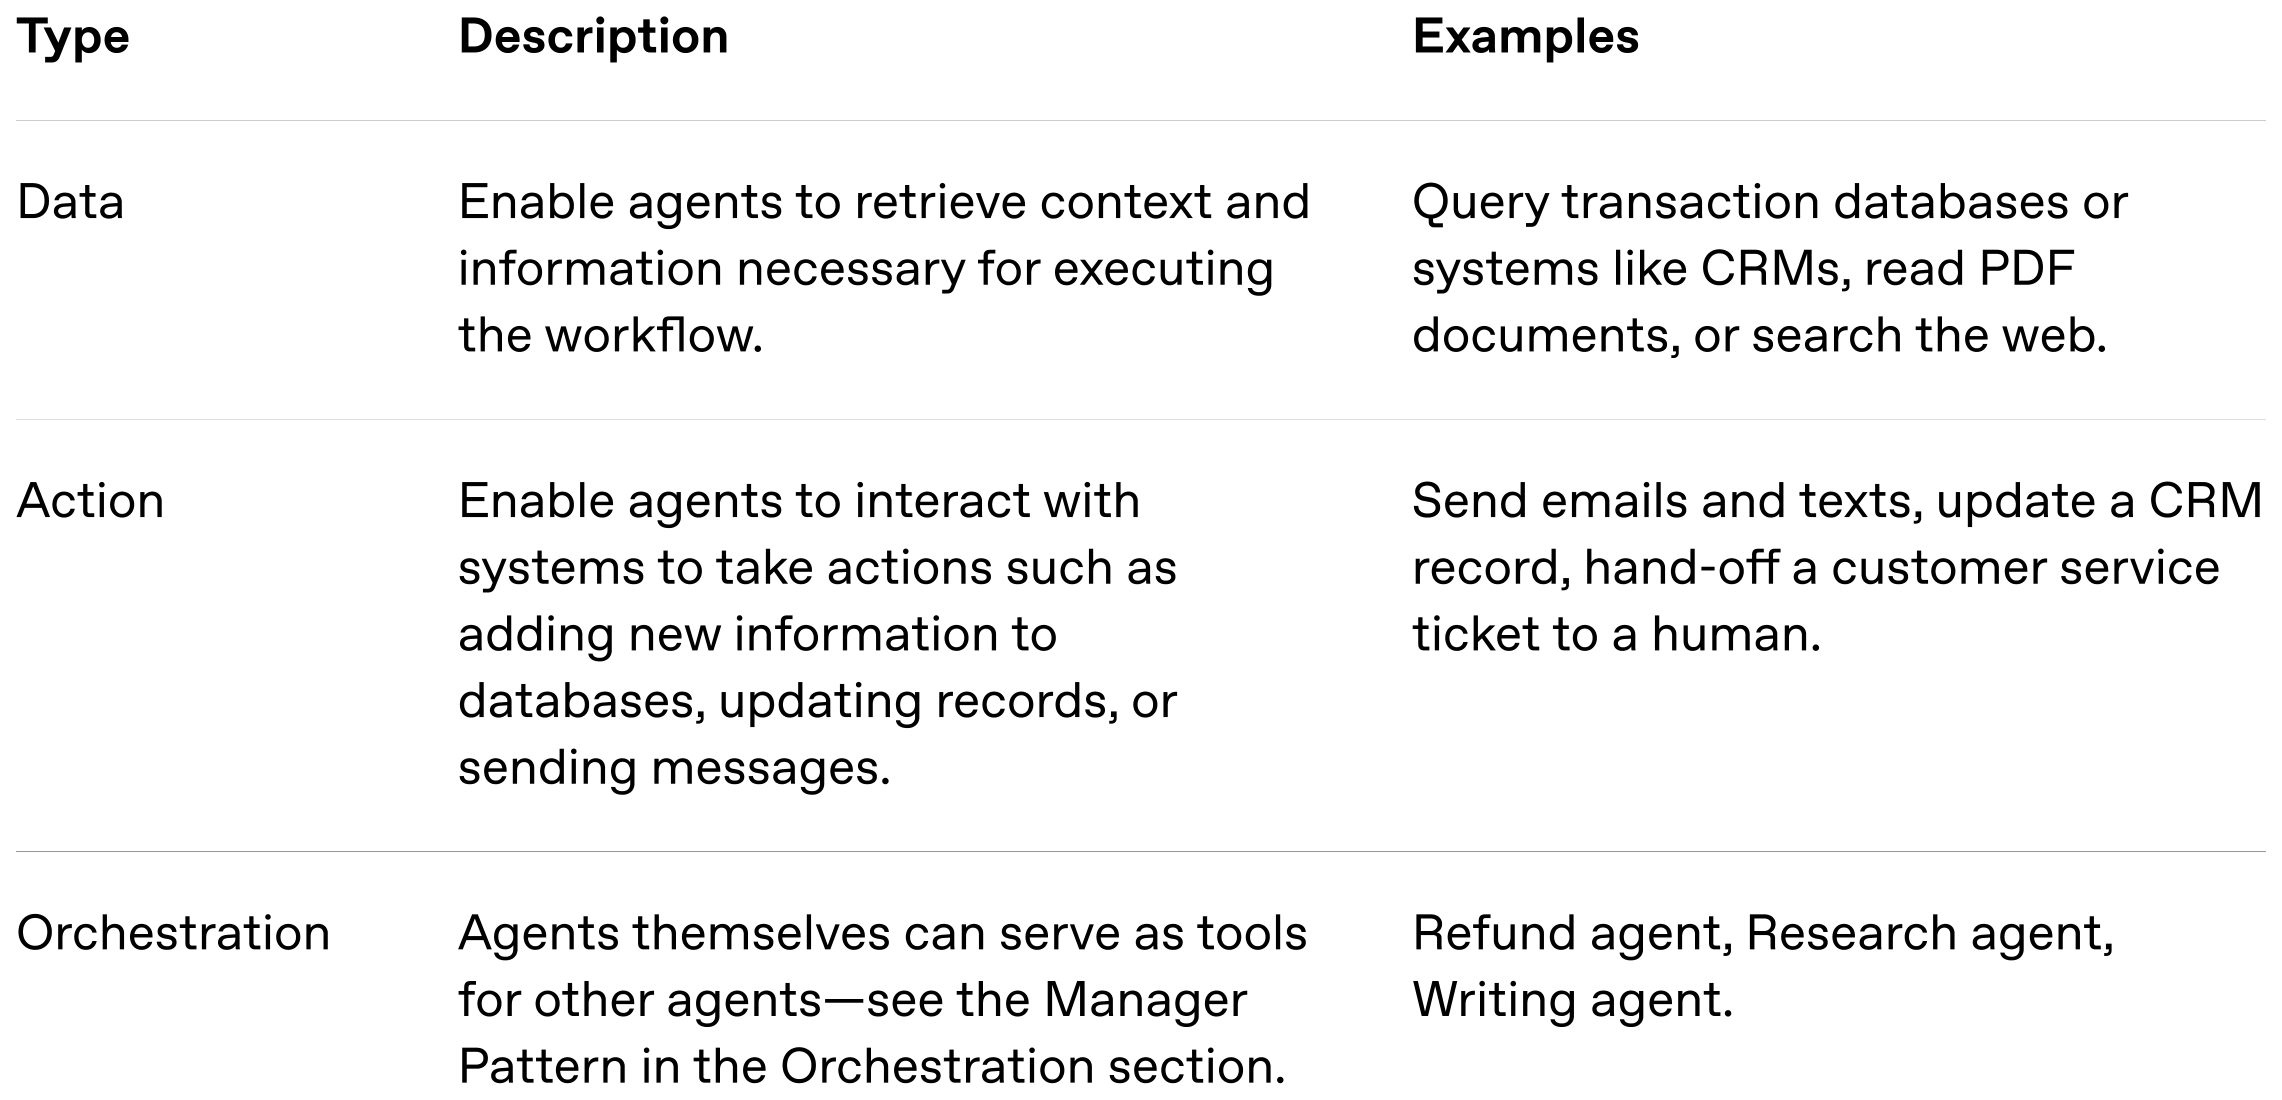 Type Description Examples
Data Enable agents to retrieve context and Query transaction databases or
information necessary for executing systems like CRMs, read PDF
the workflow. documents, or search the web.
Action Enable agents to interact with Send emails and texts, update a CRM
systems to take actions such as record, hand-off a customer service
adding new information to ticket to a human.
databases, updating records, or
sending messages.
Orchestration Agents themselves can serve as tools Refund agent, Research agent,
for other agents—see the Manager Writing agent.
Pattern in the Orchestration section.